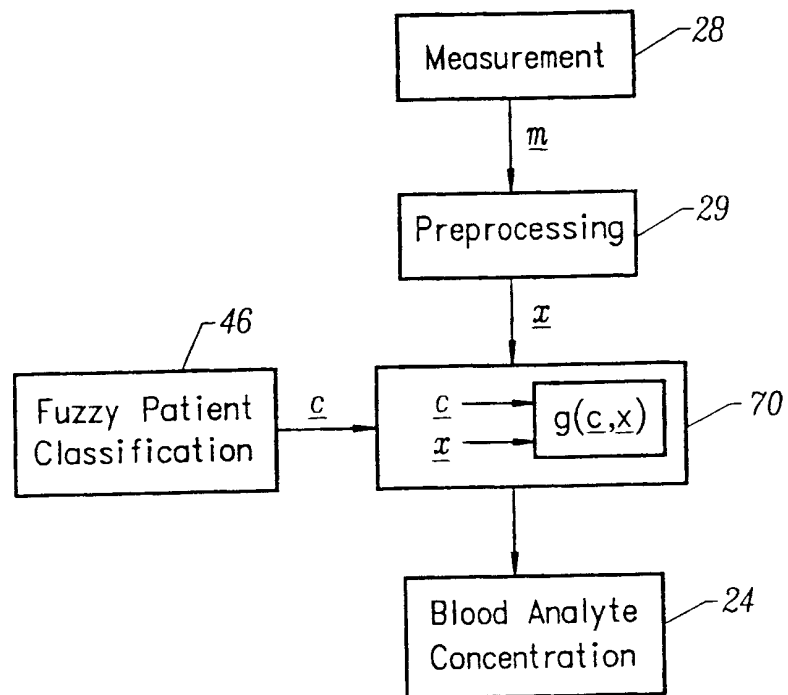 Measurement
28
m
Preprocessing
29
x
46
Fuzzy Patient
Classification
c
c
x
g(c,x)
70
Blood Analyte
Concentration
24